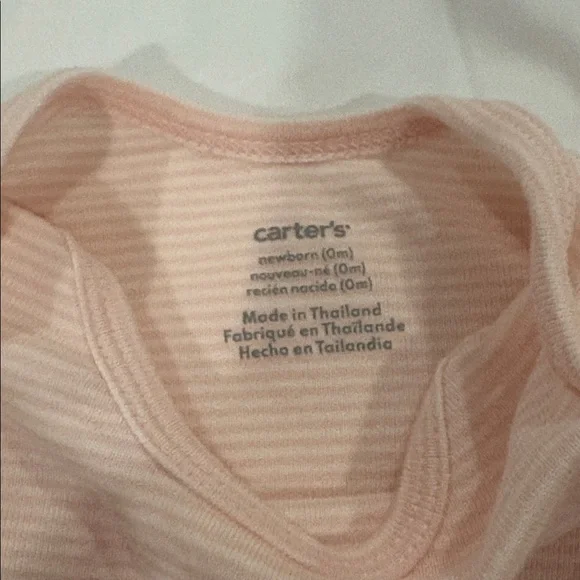 carter's
newborn (0m)
nouveau-né (0m)
recién nacido (0m)
Made in Thailand
Fabriqué en Thaïlande
Hecho en Tailandia